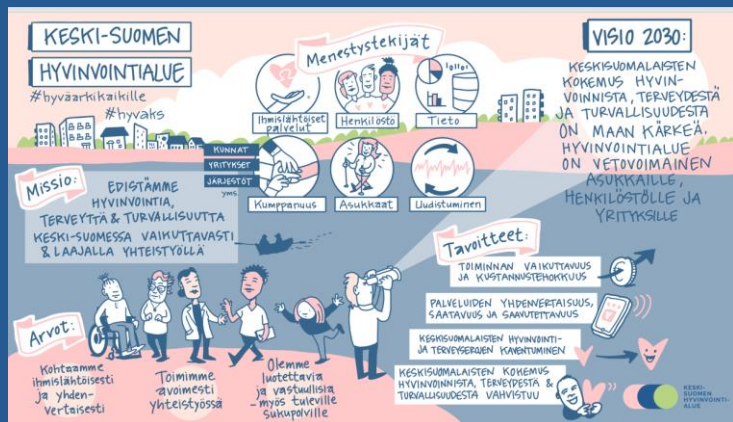 KESKI-SUOMEN
HYVINVOINTIALUE
#hyvaarkikaikille
#hyvaks
Menestystekijät
Ihmislähtöiset
palvelut
Henkilöstö
Tieto
KUNNAT
YRITYKSET
JÄRJESTÖT
yms.
Kumppanuus
Asukkaat
Uudistuminen
VISIO 2030:
KESKISUOMALAISTEN
KOKEMUS HYVIN-
VOINNISTA, TERVEYDESTÄ
JA TURVALLISUUDESTA
ON MAAN KÄRKEÄ.
HYVINVOINTIALUE
ON VETOVOIMAINEN
ASUKKAILLE,
HENKILÖSTÖLLE JA
YRITYKSILLE
Missio:
EDISTÄMME
HYVINVOINTIA,
TERVEYTTÄ & TURVALLISUUTTA
KESKI-SUOMESSA VAIKUTTAVASTI
& LAAJALLA YHTEISTYÖLLÄ
Arvot:
Kohtaamme
ihmislähtöisesti
ja yhden-
vertaisesti
Toimimme
avoimesti
yhteistyössä
Olemme
luotettavia
ja vastuullisia
-myös tuleville
sukupolville
Tavoitteet:
TOIMINNAN VAIKUTTAVUUS
JA KUSTANNUSTEHOKKUUS
PALVELUIDEN YHDENVERTAISUUS,
SAATAVUUS JA SAAVUTETTAVUUS
KESKISUOMALAISTEN HYVINVOINTI-
JA TERVEYSEROJEN KAVENTUMINEN
KESKISUOMALAISTEN KOKEMUS
HYVINVOINNISTA, TERVEYDESTÄ &
TURVALLISUUDESTA VAHVISTUU
KESKI-
SUOMEN
HYVINVOINTI-
ALUE